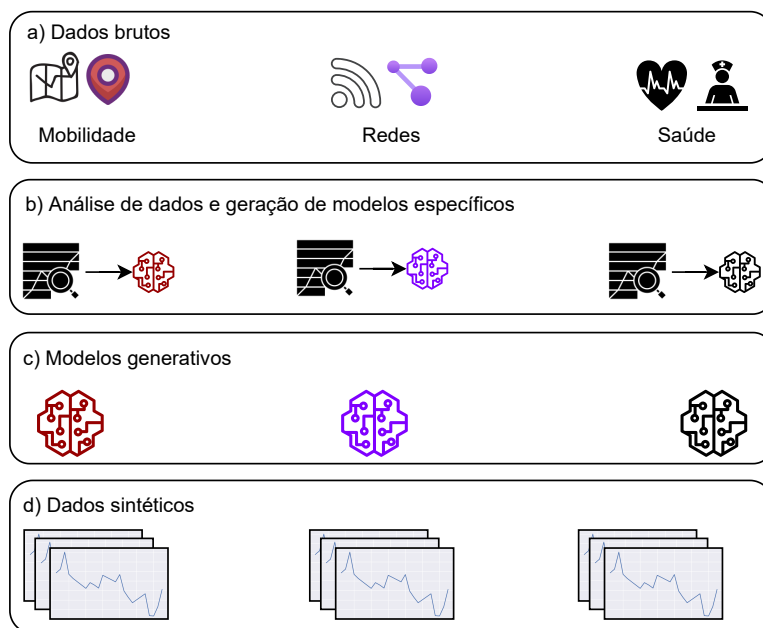 a) Dados brutos
Mobilidade
Redes
Saúde
b) Análise de dados e geração de modelos específicos
c) Modelos generativos
d) Dados sintéticos